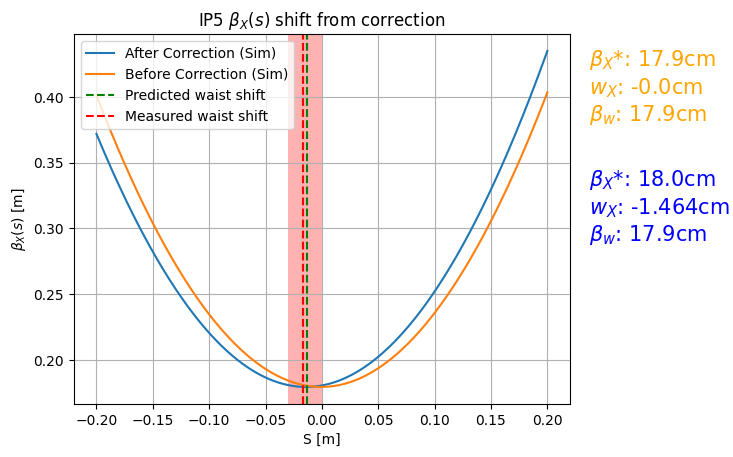 IP5 βX(s) shift from correction
After Correction (Sim)
Before Correction (Sim)
Predicted waist shift
Measured waist shift
βX*: 17.9cm
wX: -0.0cm
βw: 17.9cm
βX*: 18.0cm
wX: -1.464cm
βw: 17.9cm
βX(s) [m]
0.40
0.35
0.30
0.25
0.20
−0.20 −0.15 −0.10 −0.05 0.00 0.05 0.10 0.15 0.20
S [m]